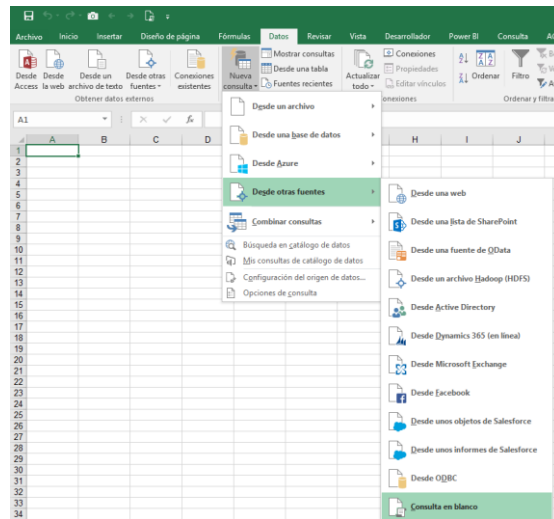 Archivo Inicio Insertar Diseño de página Fórmulas Datos Revisar Vista Desarrollador Power BI Consulta
Desde Access
Desde la web
Desde un archivo de texto
Desde otras fuentes
Conexiones existentes
Obtener datos externos
Nueva consulta
Mostrar consultas
Desde una tabla
Fuentes recientes
Actualizar todo
Conexiones
Propiedades
Editar vínculos
onexiones
Ordenar
Filtro
Ordenar y filtra
A1
fx
A B C D H I J
1
2
3
4
5
6
7
8
9
10
11
12
13
14
15
16
17
18
19
20
21
22
23
24
25
26
27
28
29
30
31
32
33
34
Desde un archivo
Desde una base de datos
Desde Azure
Desde otras fuentes
Combinar consultas
Búsqueda en catálogo de datos
Mis consultas de catálogo de datos
Configuración del origen de datos...
Opciones de consulta
Desde una web
Desde una lista de SharePoint
Desde una fuente de OData
Desde un archivo Hadoop (HDFS)
Desde Active Directory
Desde Dynamics 365 (en línea)
Desde Microsoft Exchange
Desde Facebook
Desde unos objetos de Salesforce
Desde unos informes de Salesforce
Desde ODBC
Consulta en blanco